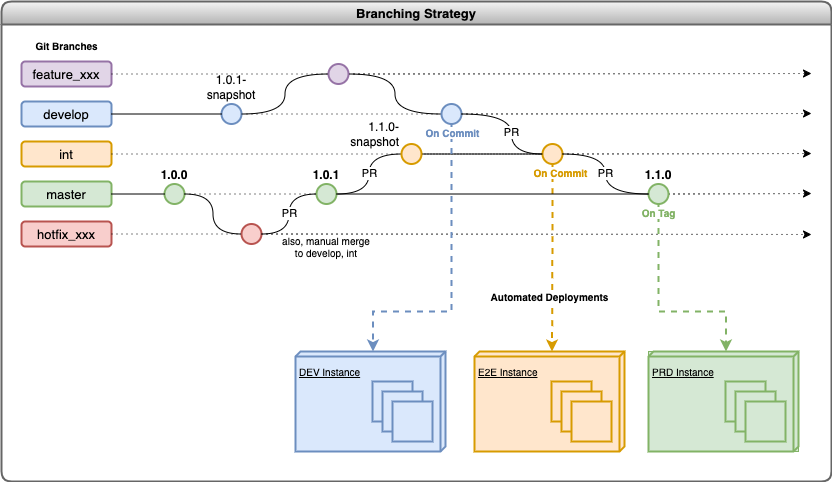 Branching Strategy
Git Branches
feature_xxx
1.0.1-
snapshot
develop
On Commit
PR
1.1.0-
snapshot
int
On Commit
PR
PR
1.0.0
1.0.1
1.1.0
master
On Tag
PR
hotfix_xxx
also, manual merge
to develop, int
Automated Deployments
DEV Instance
E2E Instance
PRD Instance